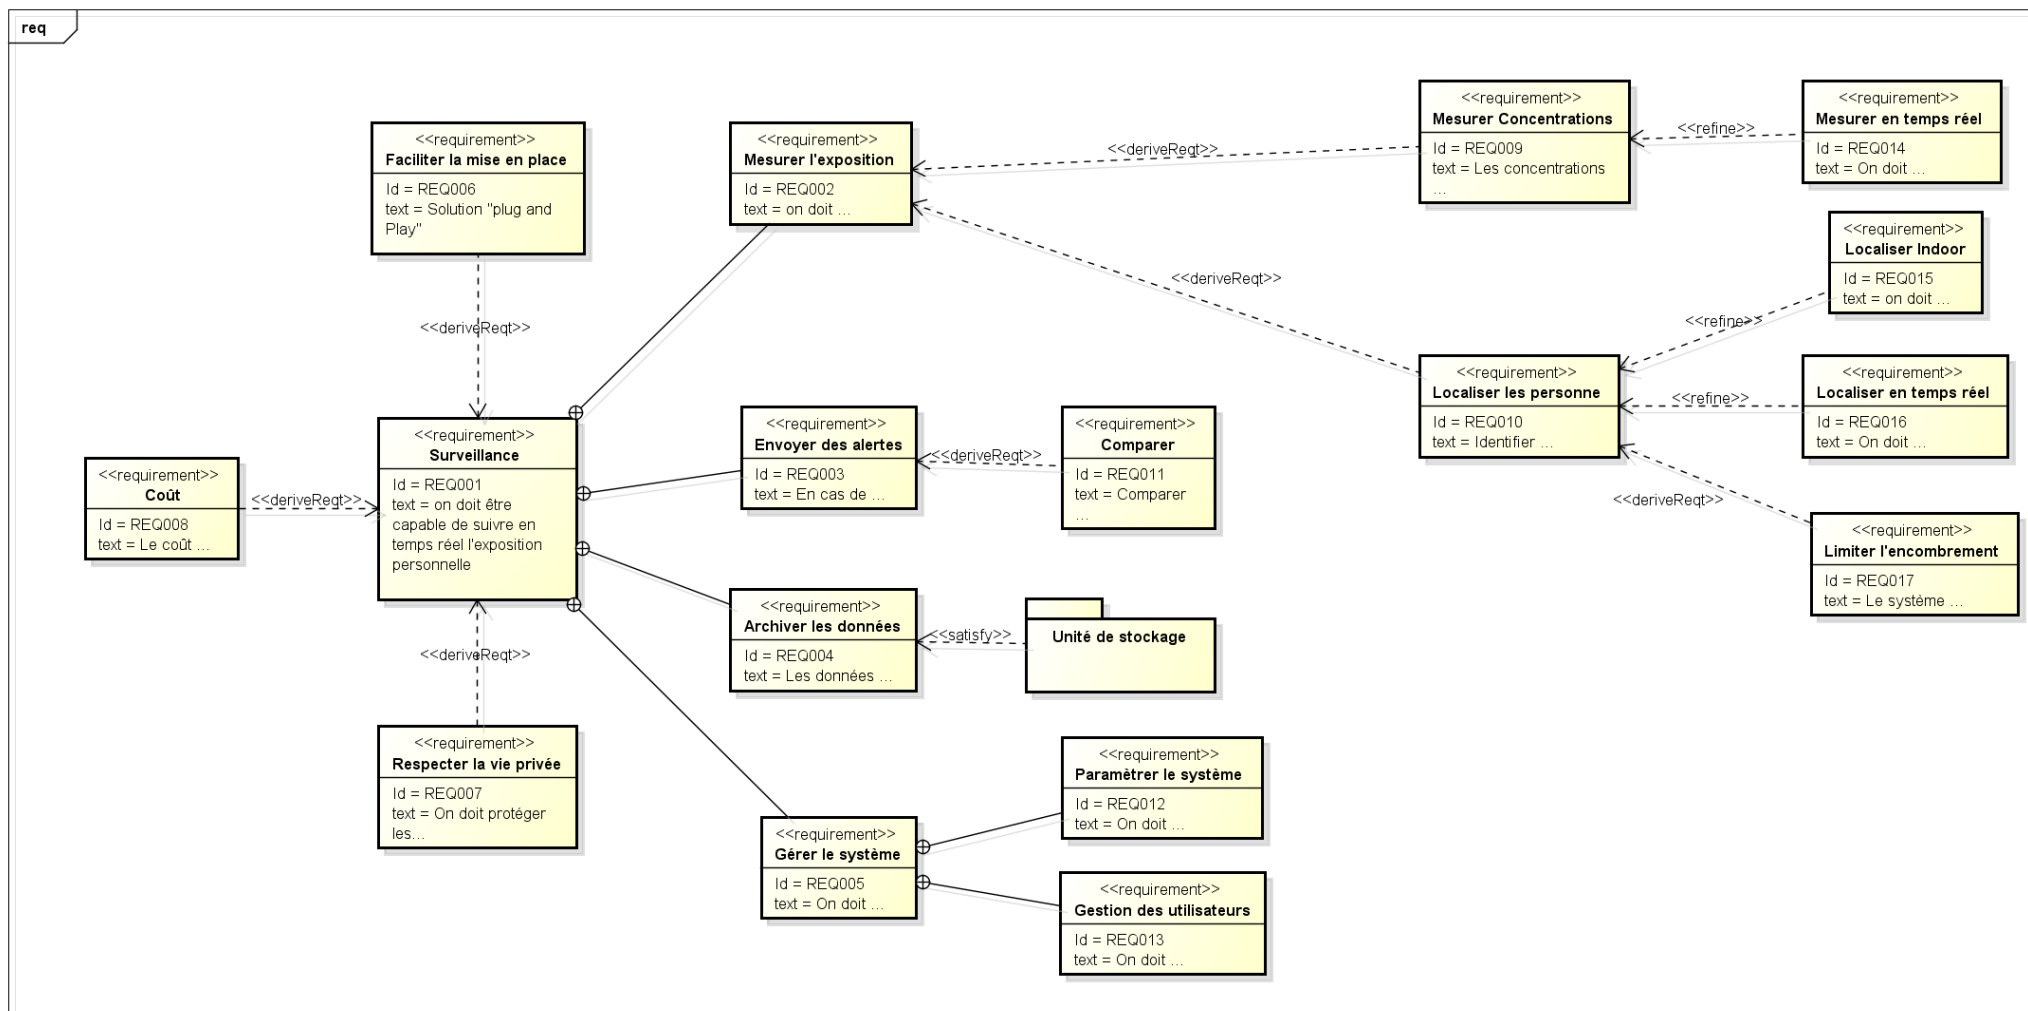 req
<<requirement>>
Faciliter la mise en place
Id = REQ006
text = Solution "plug and
Play"
<<deriveReqt>>
<<requirement>>
Coût
Id = REQ008
text = Le coût ...
<<deriveReqt>>
<<requirement>>
Surveillance
Id = REQ001
text = on doit être
capable de suivre en
temps réel l'exposition
personnelle
<<deriveReqt>>
<<requirement>>
Respecter la vie privée
Id = REQ007
text = On doit protéger
les...
<<requirement>>
Mesurer l'exposition
Id = REQ002
text = on doit ...
<<requirement>>
Envoyer des alertes
Id = REQ003
text = En cas de ...
<<deriveReqt>>
<<requirement>>
Comparer
Id = REQ011
text = Comparer
...
<<requirement>>
Archiver les données
Id = REQ004
text = Les données ...
<<satisfy>>
Unité de stockage
<<requirement>>
Gérer le système
Id = REQ005
text = On doit ...
<<requirement>>
Paramètrer le système
Id = REQ012
text = On doit ...
<<requirement>>
Gestion des utilisateurs
Id = REQ013
text = On doit ...
<<deriveReqt>>
<<requirement>>
Mesurer Concentrations
Id = REQ009
text = Les concentrations
...
<<refine>>
<<requirement>>
Mesurer en temps réel
Id = REQ014
text = On doit ...
<<deriveReqt>>
<<requirement>>
Localiser les personne
Id = REQ010
text = Identifier ...
<<refine>>
<<requirement>>
Localiser Indoor
Id = REQ015
text = on doit ...
<<refine>>
<<requirement>>
Localiser en temps réel
Id = REQ016
text = On doit ...
<<deriveReqt>>
<<requirement>>
Limiter l'encombrement
Id = REQ017
text = Le système ...